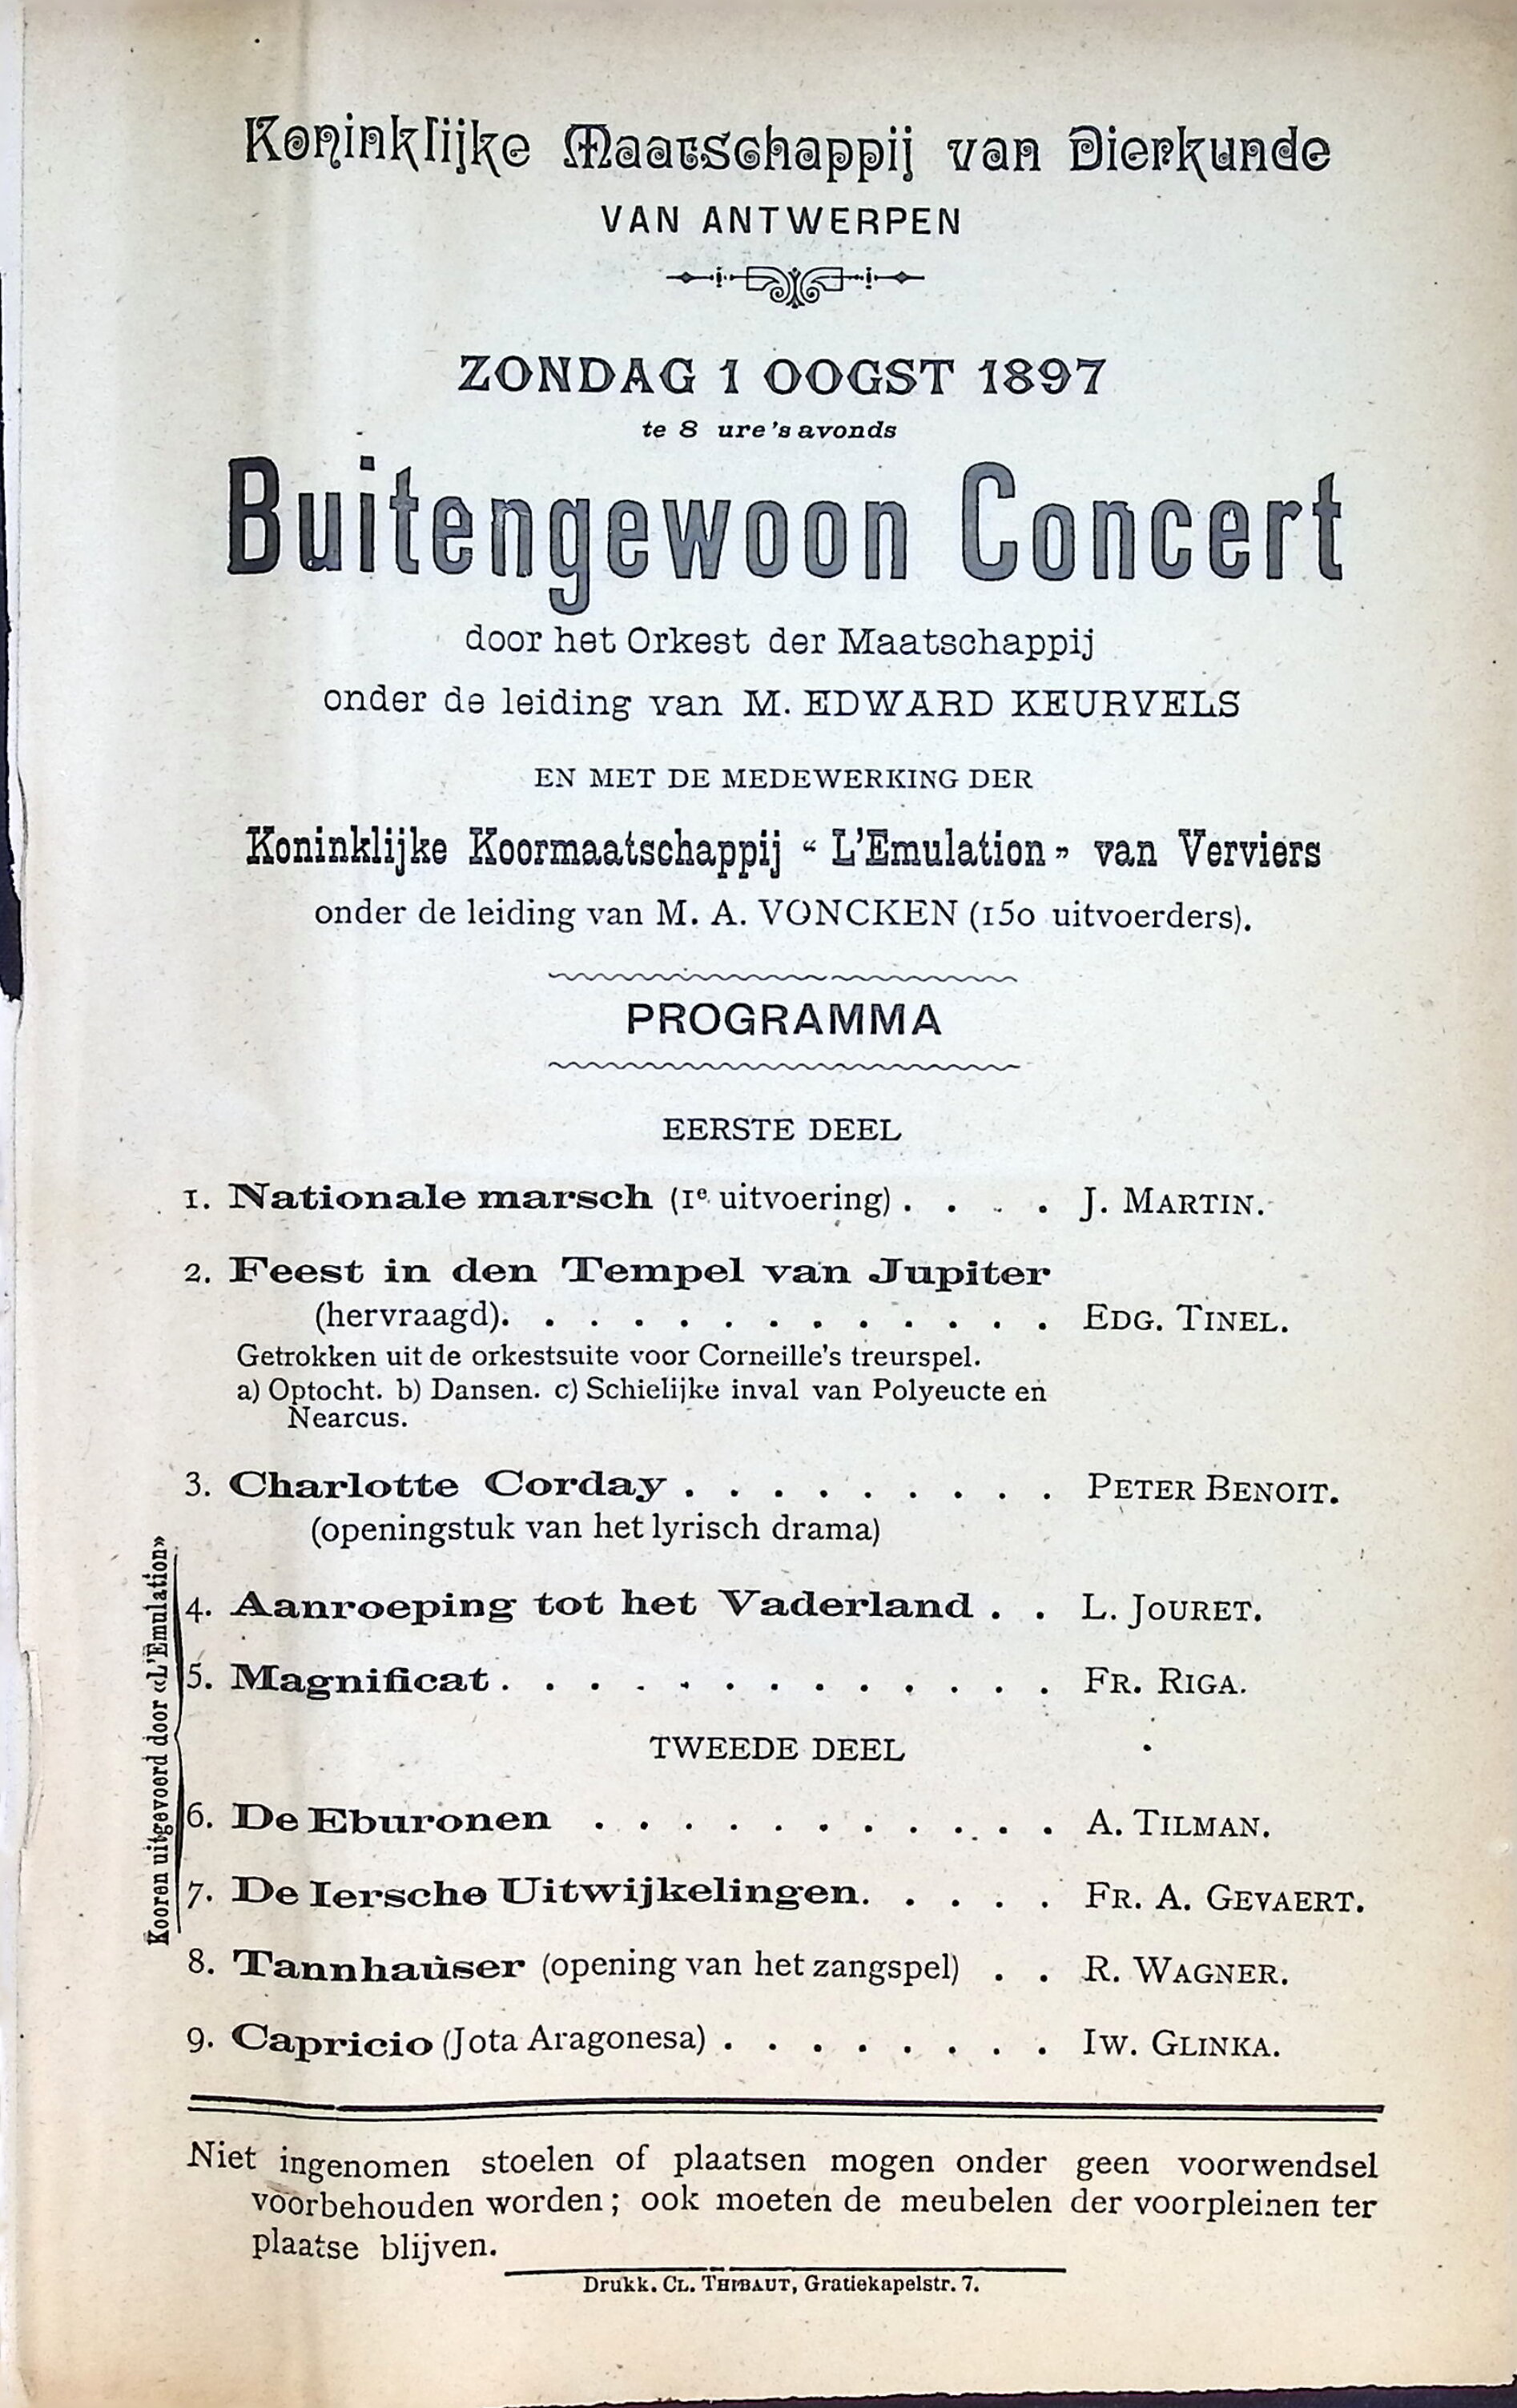 Koninklijke Maatschappij van Dierkunde
VAN ANTWERPEN
ZONDAG 1 OOGST 1897
te 8 ure 's avonds
Buitengewoon Concert
door het Orkest der Maatschappij
onder de leiding van M. EDWARD KEURVELS
EN MET DE MEDEWERKING DER
Koninklijke Koormaatschappij “ L'Emulation „ van Verviers
onder de leiding van M. A. VONCKEN (150 uitvoerders).
PROGRAMMA
EERSTE DEEL
1. Nationale marsch (1e uitvoering) . . . . J. MARTIN.
2. Feest in den Tempel van Jupiter
(hervraagd). . . . . . . . . . . . . EDG. TINEL.
Getrokken uit de orkestsuite voor Corneille's treurspel.
a) Optocht. b) Dansen. c) Schielijke inval van Polyeucte en
Nearcus.
3. Charlotte Corday . . . . . . . . . PETER BENOIT.
(openingstuk van het lyrisch drama)
Kooren uitgevoerd door «L'Emulation»
4. Aanroeping tot het Vaderland . . L. JOURET.
5. Magnificat . . . . . . . . . . . . . FR. RIGA.
TWEEDE DEEL
6. De Eburonen . . . . . . . . . . . A. TILMAN.
7. De Iersche Uitwijkelingen. . . . . FR. A. GEVAERT.
8. Tannhaüser (opening van het zangspel) . . R. WAGNER.
9. Capricio (Jota Aragonesa) . . . . . . . . IW. GLINKA.
Niet ingenomen stoelen of plaatsen mogen onder geen voorwendsel
voorbehouden worden ; ook moeten de meubelen der voorpleinen ter
plaatse blijven.
Drukk. CL. THIBAUT, Gratiekapelstr. 7.